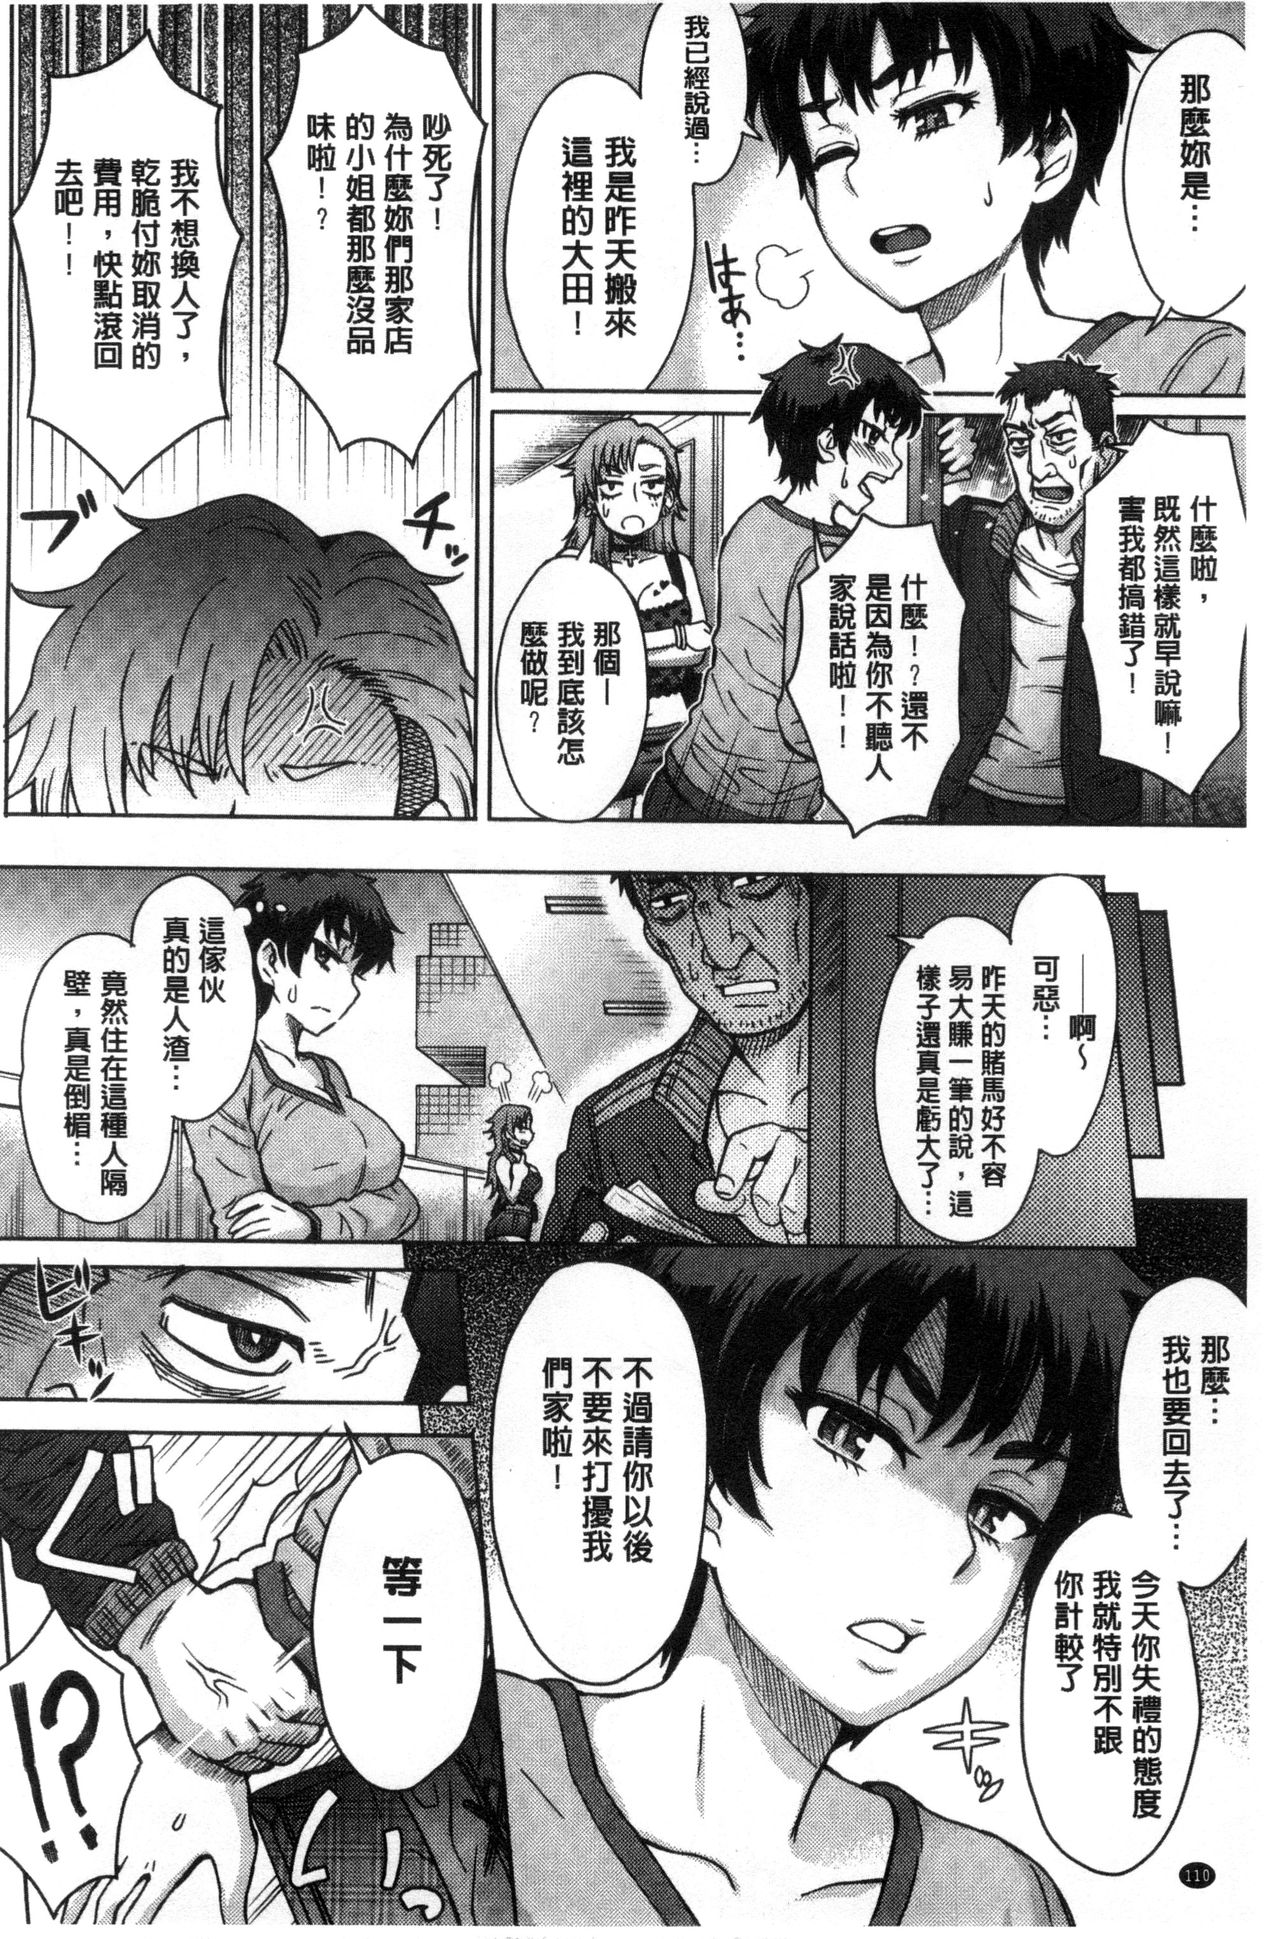 那麼妳是…
我已經說過…
我是昨天搬來
這裡的大田！
はぁ…
什麼啦，
既然這樣就早說嘛！
害我都搞錯了！
什麼！？還不
是因為你不聽人
家說話啦！！
那個—
我到底該怎
麼做呢？
吵死了！
為什麼妳們那家店
的小姐都那麼沒品
味啦！？
我不想換人了，
乾脆付妳取消的
費用，快點滾回
去吧！！
ブチ
——啊～
可惡…
昨天的賭馬好不容
易大賺一筆的說，這
樣子還真是虧大了…
這傢伙
真的是人渣…
竟然住在這種人隔
壁，真是倒楣…
那麼…
我也要回去了…
今天你失禮的態度
我就特別不跟
你計較了
不過請你以後
不要來打擾我
們家啦！
ビキ
等一下
!?
110